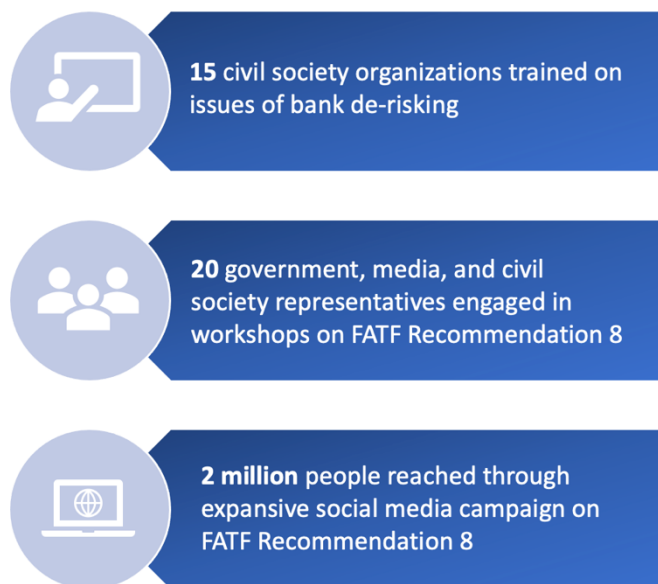 15 civil society organizations trained on
issues of bank de-risking
20 government, media, and civil
society representatives engaged in
workshops on FATF Recommendation 8
2 million people reached through
expansive social media campaign on
FATF Recommendation 8